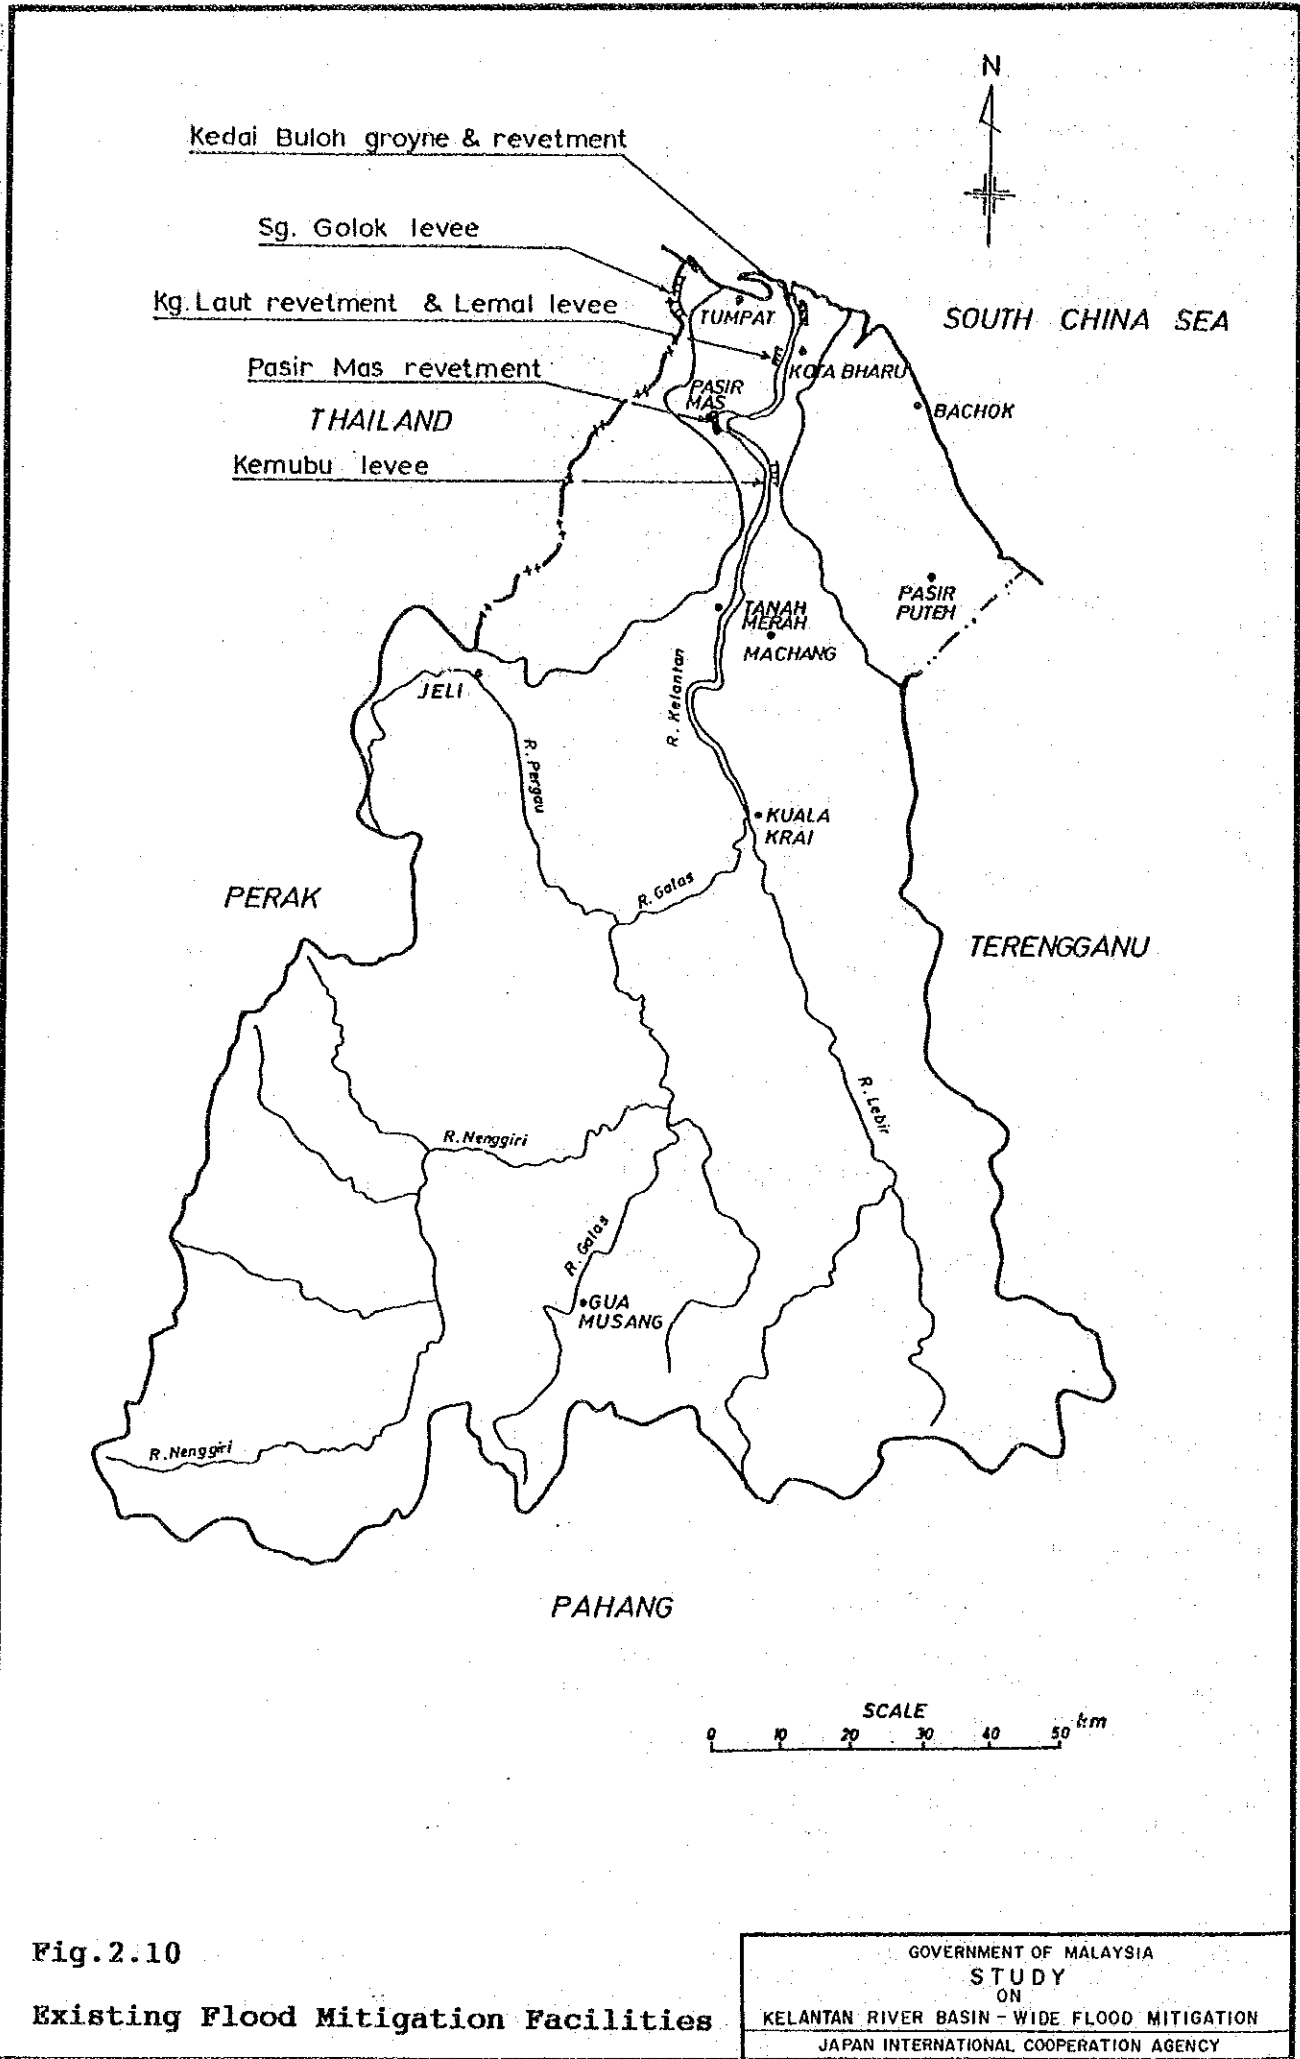 N
Kedai Buloh groyne & revetment
Sg. Golok levee
Kg. Laut revetment & Lemal levee
Pasir Mas revetment
Kemubu levee
SOUTH CHINA SEA
THAILAND
TUMPAT
KOTA BHARU
PASIR
MAS
BACHOK
PASIR
PUTEH
TANAH
MERAH
MACHANG
JELI
R. Kelantan
R. Pergau
KUALA
KRAI
R. Galas
PERAK
TERENGGANU
R. Lebir
R. Nenggiri
R. Galas
GUA
MUSANG
R. Nenggiri
PAHANG
SCALE
0 10 20 30 40 50 km
Fig.2.10
Existing Flood Mitigation Facilities
GOVERNMENT OF MALAYSIA
STUDY
ON
KELANTAN RIVER BASIN - WIDE FLOOD MITIGATION
JAPAN INTERNATIONAL COOPERATION AGENCY